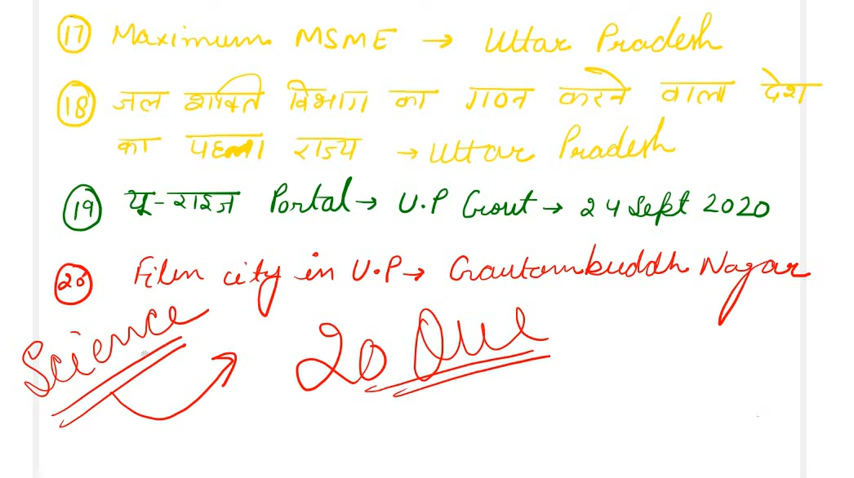 17 Maximum MSME → Uttar Pradesh
18 जल शक्ति विभाग का गठन करने वाला देश
का पहला राज्य → Uttar Pradesh
19 यू-राइज Portal → U.P Govt → 24 Sept 2020
20 Film city in U.P → Gautambuddh Nagar
Science → 20 Que